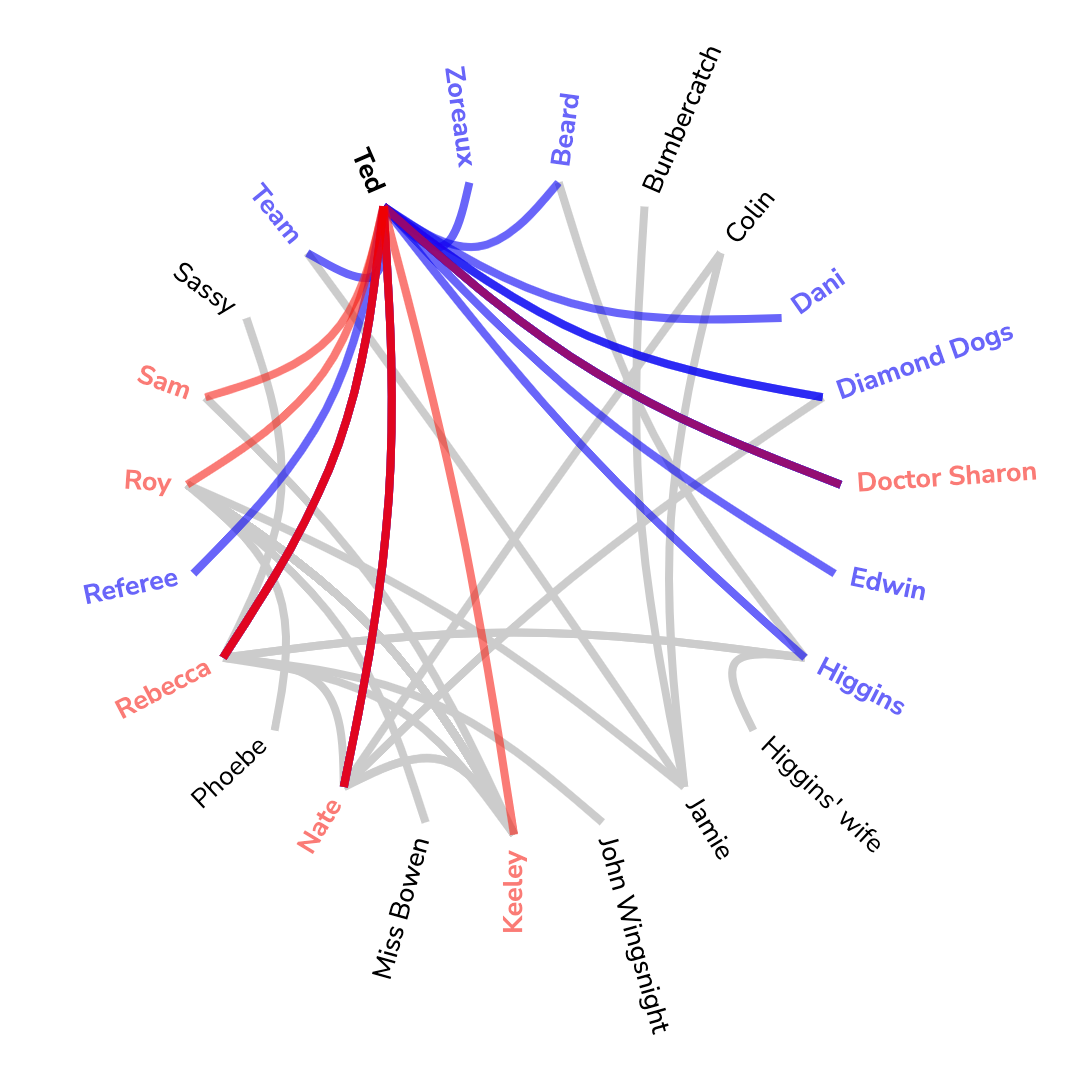 Ted
Zoreaux
Beard
Bumbercatch
Colin
Dani
Diamond Dogs
Doctor Sharon
Edwin
Higgins
Higgins' wife
Jamie
John Wingsnight
Keeley
Miss Bowen
Nate
Phoebe
Rebecca
Referee
Roy
Sam
Sassy
Team